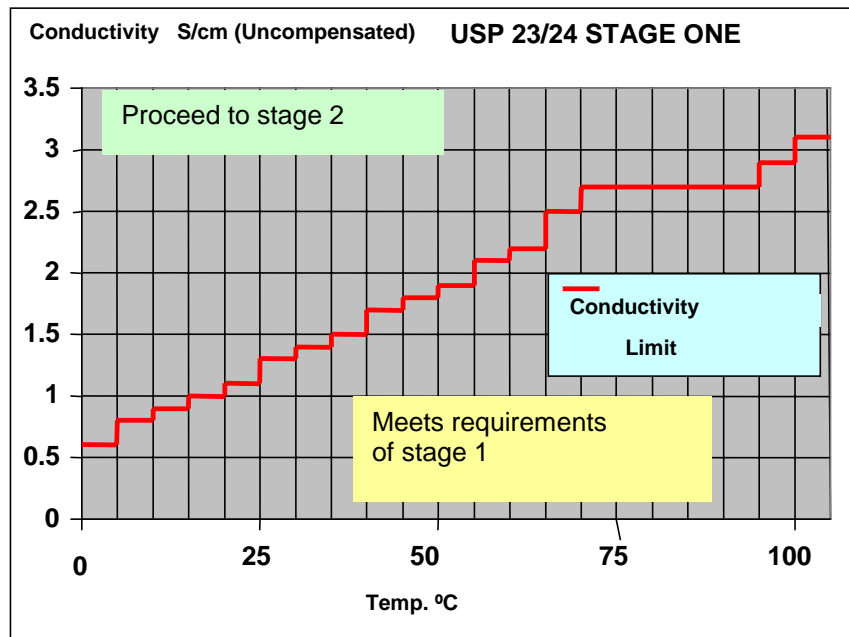 Conductivity S/cm (Uncompensated) USP 23/24 STAGE ONE
3.5
Proceed to stage 2
3
2.5
2
Conductivity
Limit
1.5
1
Meets requirements
of stage 1
0.5
0
0 25 50 75 100
Temp. ºC